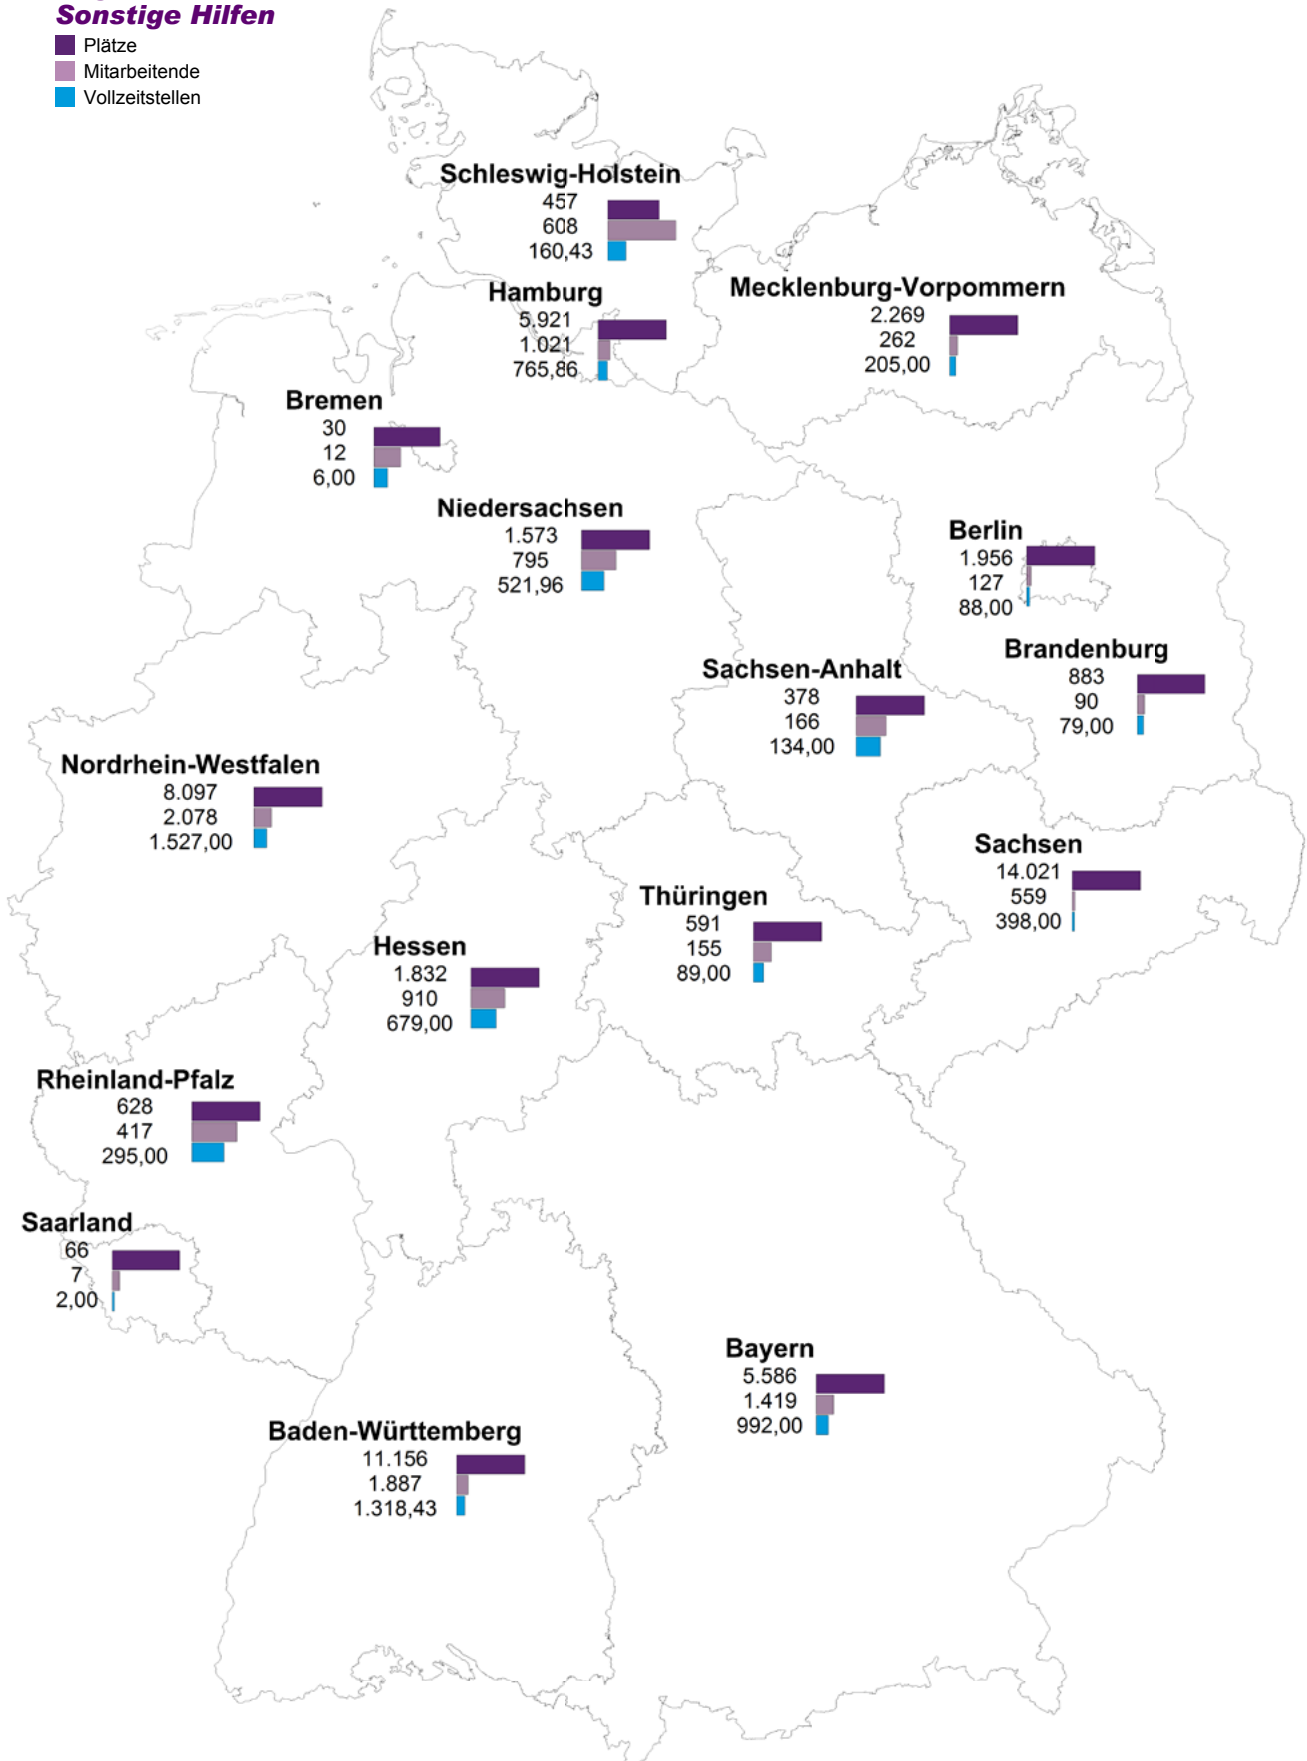 Sonstige Hilfen
Plätze
Mitarbeitende
Vollzeitstellen
Schleswig-Holstein
457
608
160,43
Hamburg
5.921
1.021
765,86
Mecklenburg-Vorpommern
2.269
262
205,00
Bremen
30
12
6,00
Niedersachsen
1.573
795
521,96
Berlin
1.956
127
88,00
Brandenburg
883
90
79,00
Sachsen-Anhalt
378
166
134,00
Nordrhein-Westfalen
8.097
2.078
1.527,00
Sachsen
14.021
559
398,00
Thüringen
591
155
89,00
Hessen
1.832
910
679,00
Rheinland-Pfalz
628
417
295,00
Saarland
66
7
2,00
Bayern
5.586
1.419
992,00
Baden-Württemberg
11.156
1.887
1.318,43